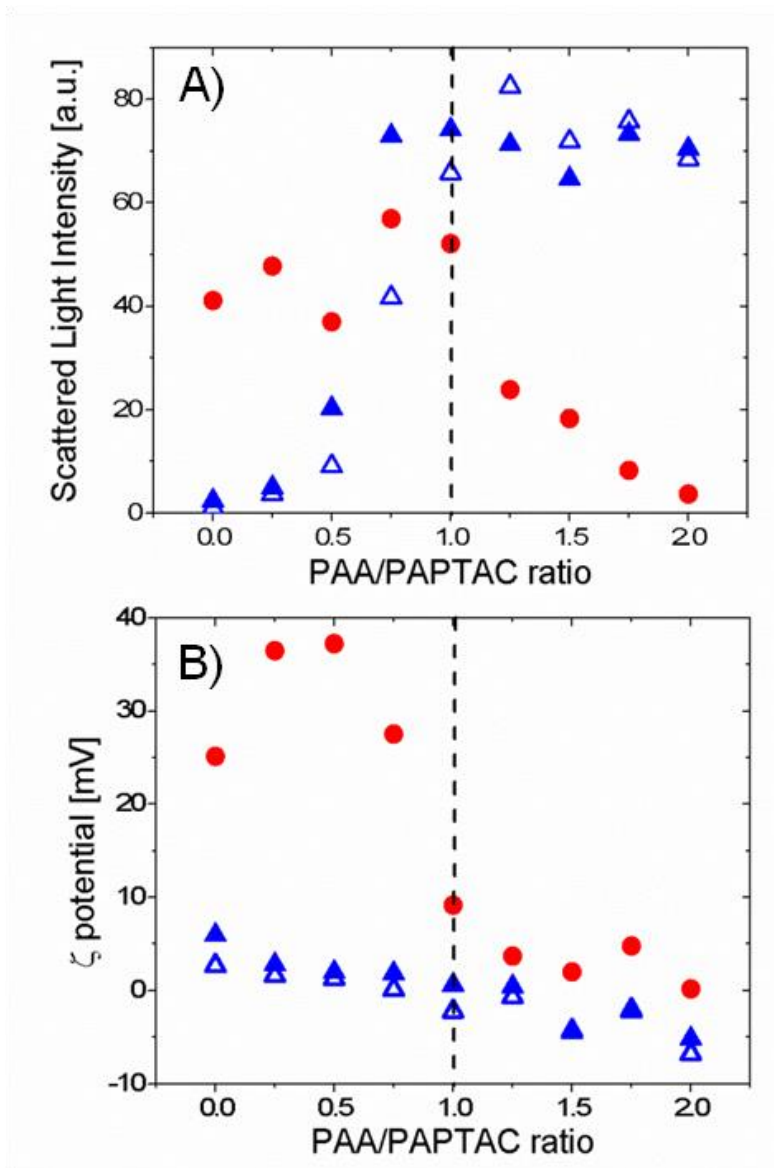 A)
Scattered Light Intensity [a.u.]
80
60
40
20
0
0.0 0.5 1.0 1.5 2.0
PAA/PAPTAC ratio
B)
ζ potential [mV]
40
30
20
10
0
-10
0.0 0.5 1.0 1.5 2.0
PAA/PAPTAC ratio